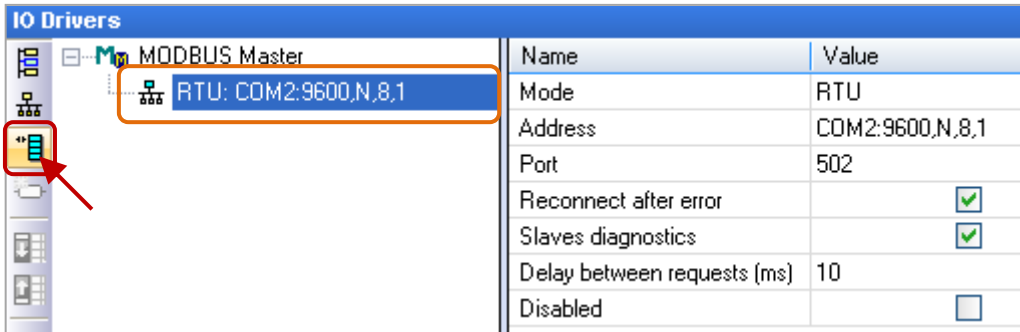 IO Drivers
MODBUS Master
RTU: COM2:9600,N,8,1
Name Value
Mode RTU
Address COM2:9600,N,8,1
Port 502
Reconnect after error
Slaves diagnostics
Delay between requests (ms) 10
Disabled